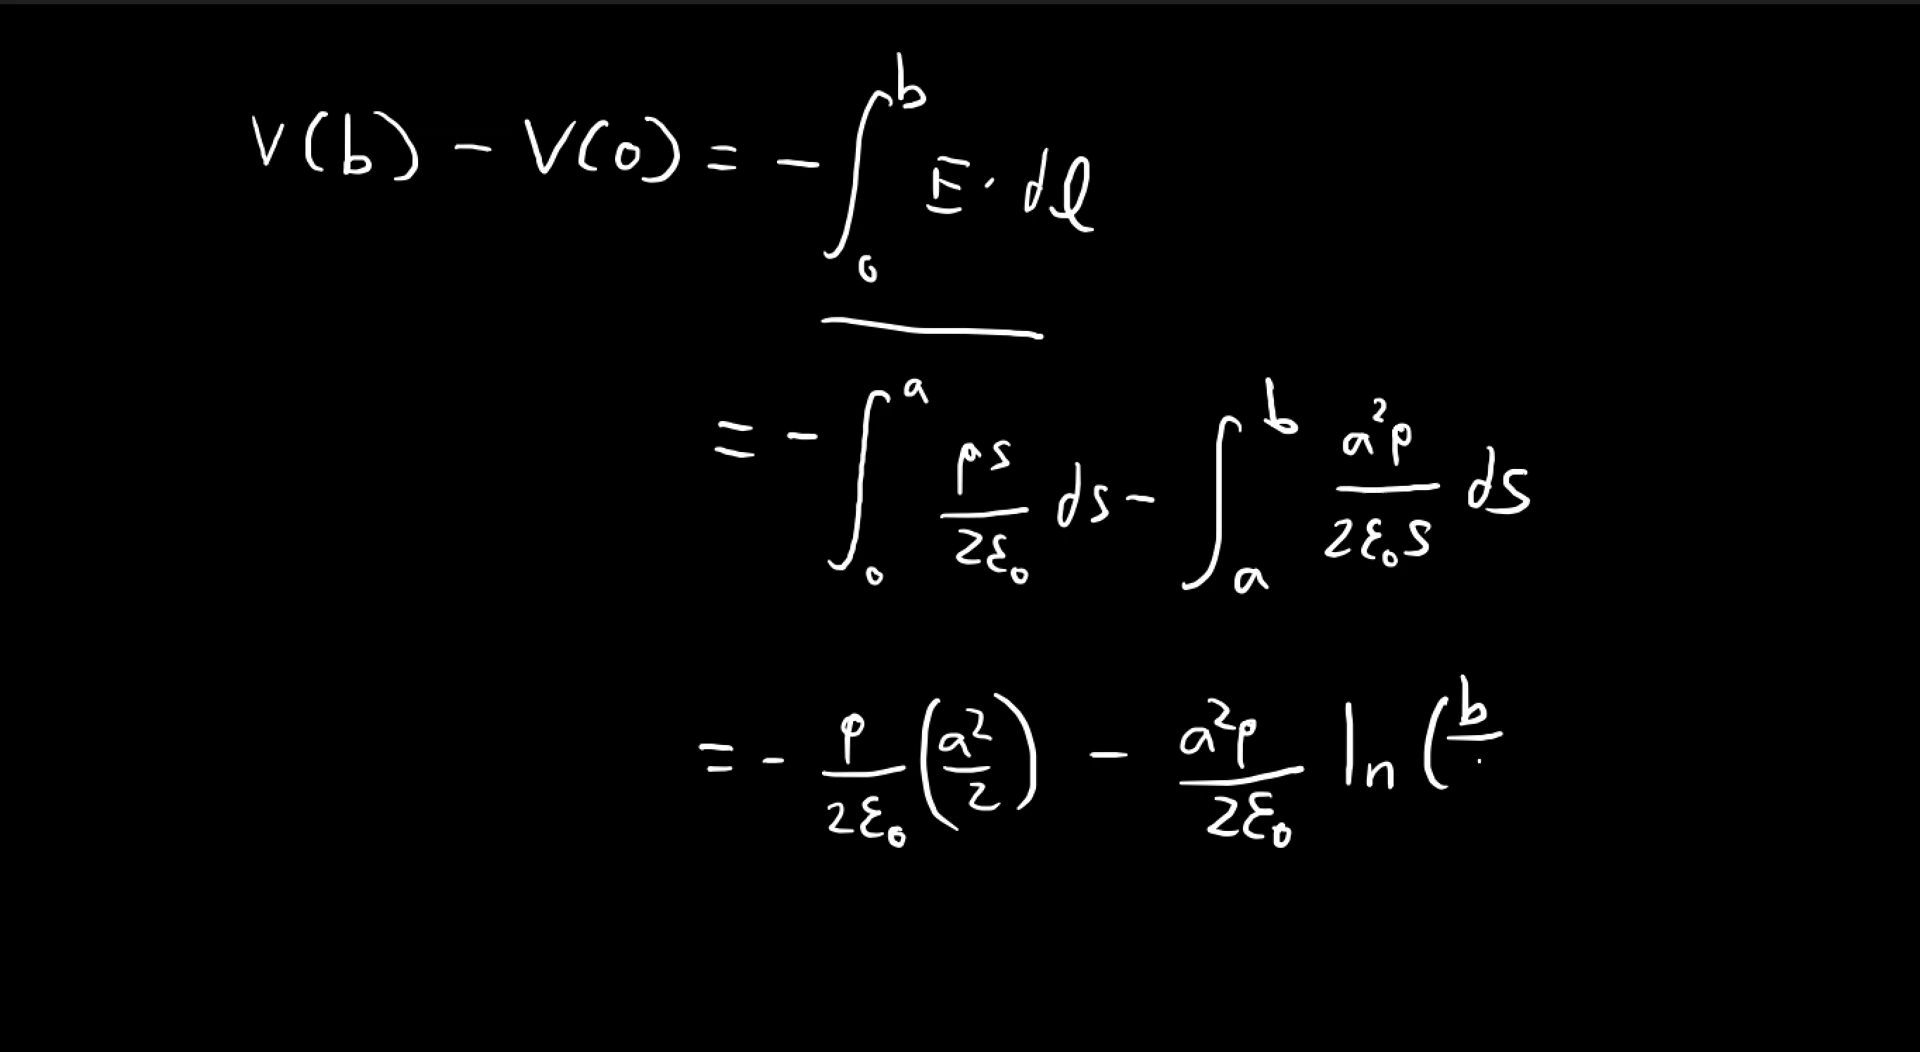 V(b) - V(0) = - ∫₀ᵇ E · dℓ
= - ∫₀ᵃ ρs/2ε₀ ds - ∫ₐᵇ a²ρ/2ε₀s ds
= - ρ/2ε₀ (a²/2) - a²ρ/2ε₀ ln (b/